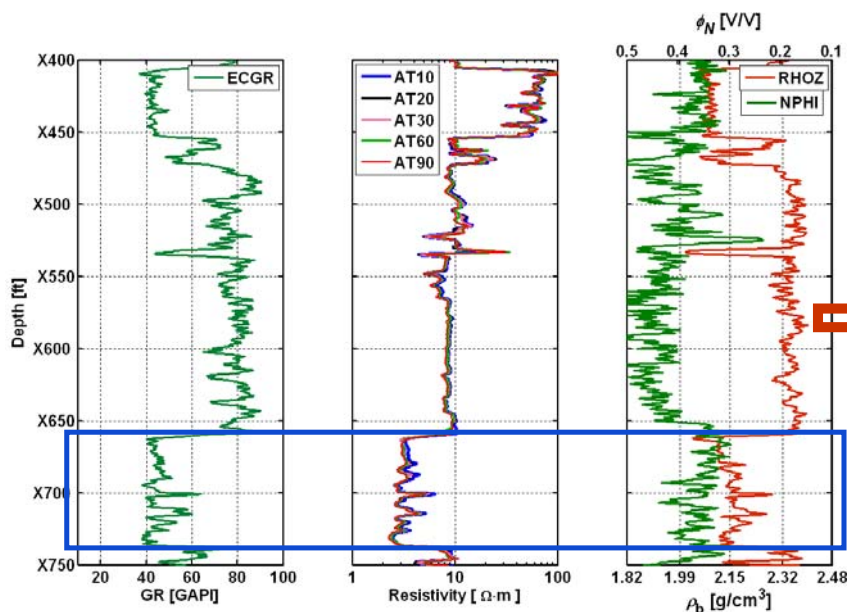 ϕN [V/V]
0.5 0.4 0.3 0.2 0.1
X400
X450
X500
X550
X600
X650
X700
X750
Depth [ft]
ECGR
10 20 40 60 80 100
GR [GAPI]
AT10
AT20
AT30
AT60
AT90
1 10 100
Resistivity [ Ω·m ]
RHOZ
NPHI
1.82 1.99 2.15 2.32 2.48
ρb [g/cm3]